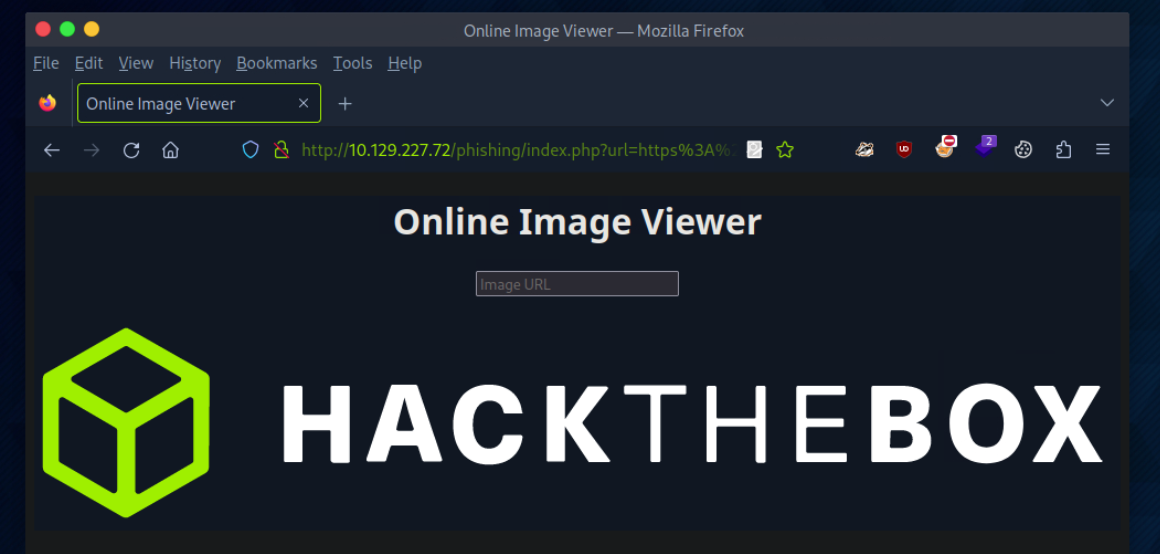 Online Image Viewer — Mozilla Firefox
File Edit View History Bookmarks Tools Help
Online Image Viewer
http://10.129.227.72/phishing/index.php?url=https%3A%
2
Online Image Viewer
Image URL
HACKTHEBOX